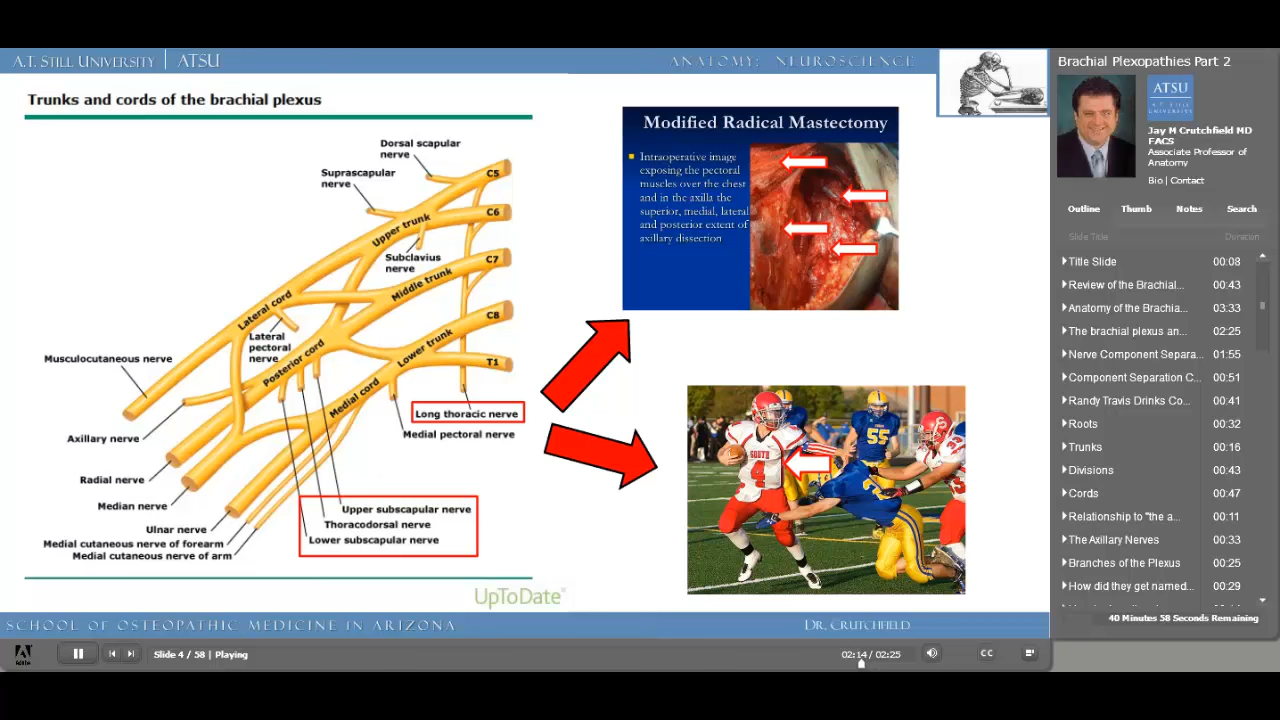 A.T. STILL UNIVERSITY | ATSU
ANATOMY: NEUROSCIENCE
Trunks and cords of the brachial plexus
Dorsal scapular
nerve
C5
Suprascapular
nerve
C6
Upper trunk
Subclavius
nerve
C7
Middle trunk
Lateral cord
C8
Lateral
pectoral
nerve
Lower trunk
Musculocutaneous nerve
Posterior cord
T1
Medial cord
Long thoracic nerve
Medial pectoral nerve
Axillary nerve
Radial nerve
Median nerve
Upper subscapular nerve
Thoracodorsal nerve
Lower subscapular nerve
Ulnar nerve
Medial cutaneous nerve of forearm
Medial cutaneous nerve of arm
UpToDate®
Modified Radical Mastectomy
Intraoperative image
exposing the pectoral
muscles over the chest
and in the axilla the
superior, medial, lateral
and posterior extent of
axillary dissection
SOUTH
4
55
SCHOOL OF OSTEOPATHIC MEDICINE IN ARIZONA
DR. CRUTCHFIELD
Adobe
Slide 4 / 58 | Playing
02:14 / 02:25
CC
Brachial Plexopathies Part 2
ATSU
Jay M Crutchfield MD
FACS
Associate Professor of
Anatomy
Bio | Contact
Outline Thumb Notes Search
Slide Title Duration
Title Slide 00:08
Review of the Brachial... 00:43
Anatomy of the Brachia... 03:33
The brachial plexus an... 02:25
Nerve Component Separa... 01:55
Component Separation C... 00:51
Randy Travis Drinks Co... 00:41
Roots 00:32
Trunks 00:16
Divisions 00:43
Cords 00:47
Relationship to "the a... 00:11
The Axillary Nerves 00:33
Branches of the Plexus 00:25
How did they get named... 00:29
40 Minutes 58 Seconds Remaining